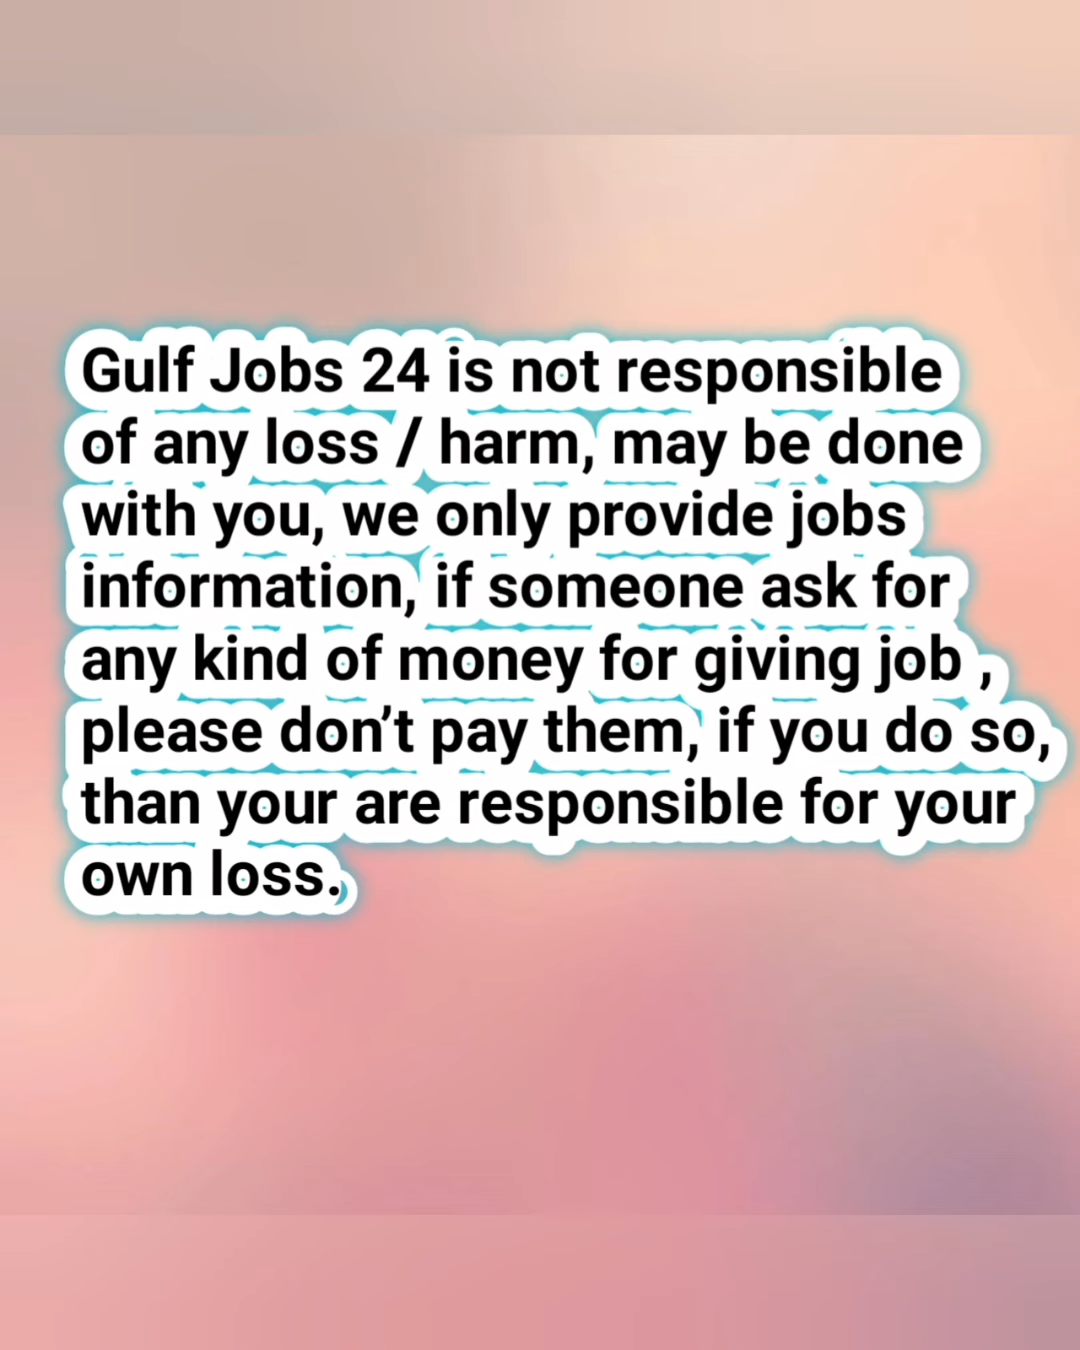 Gulf Jobs 24 is not responsible
of any loss / harm, may be done
with you, we only provide jobs
information, if someone ask for
any kind of money for giving job ,
please don’t pay them, if you do so,
than your are responsible for your
own loss.